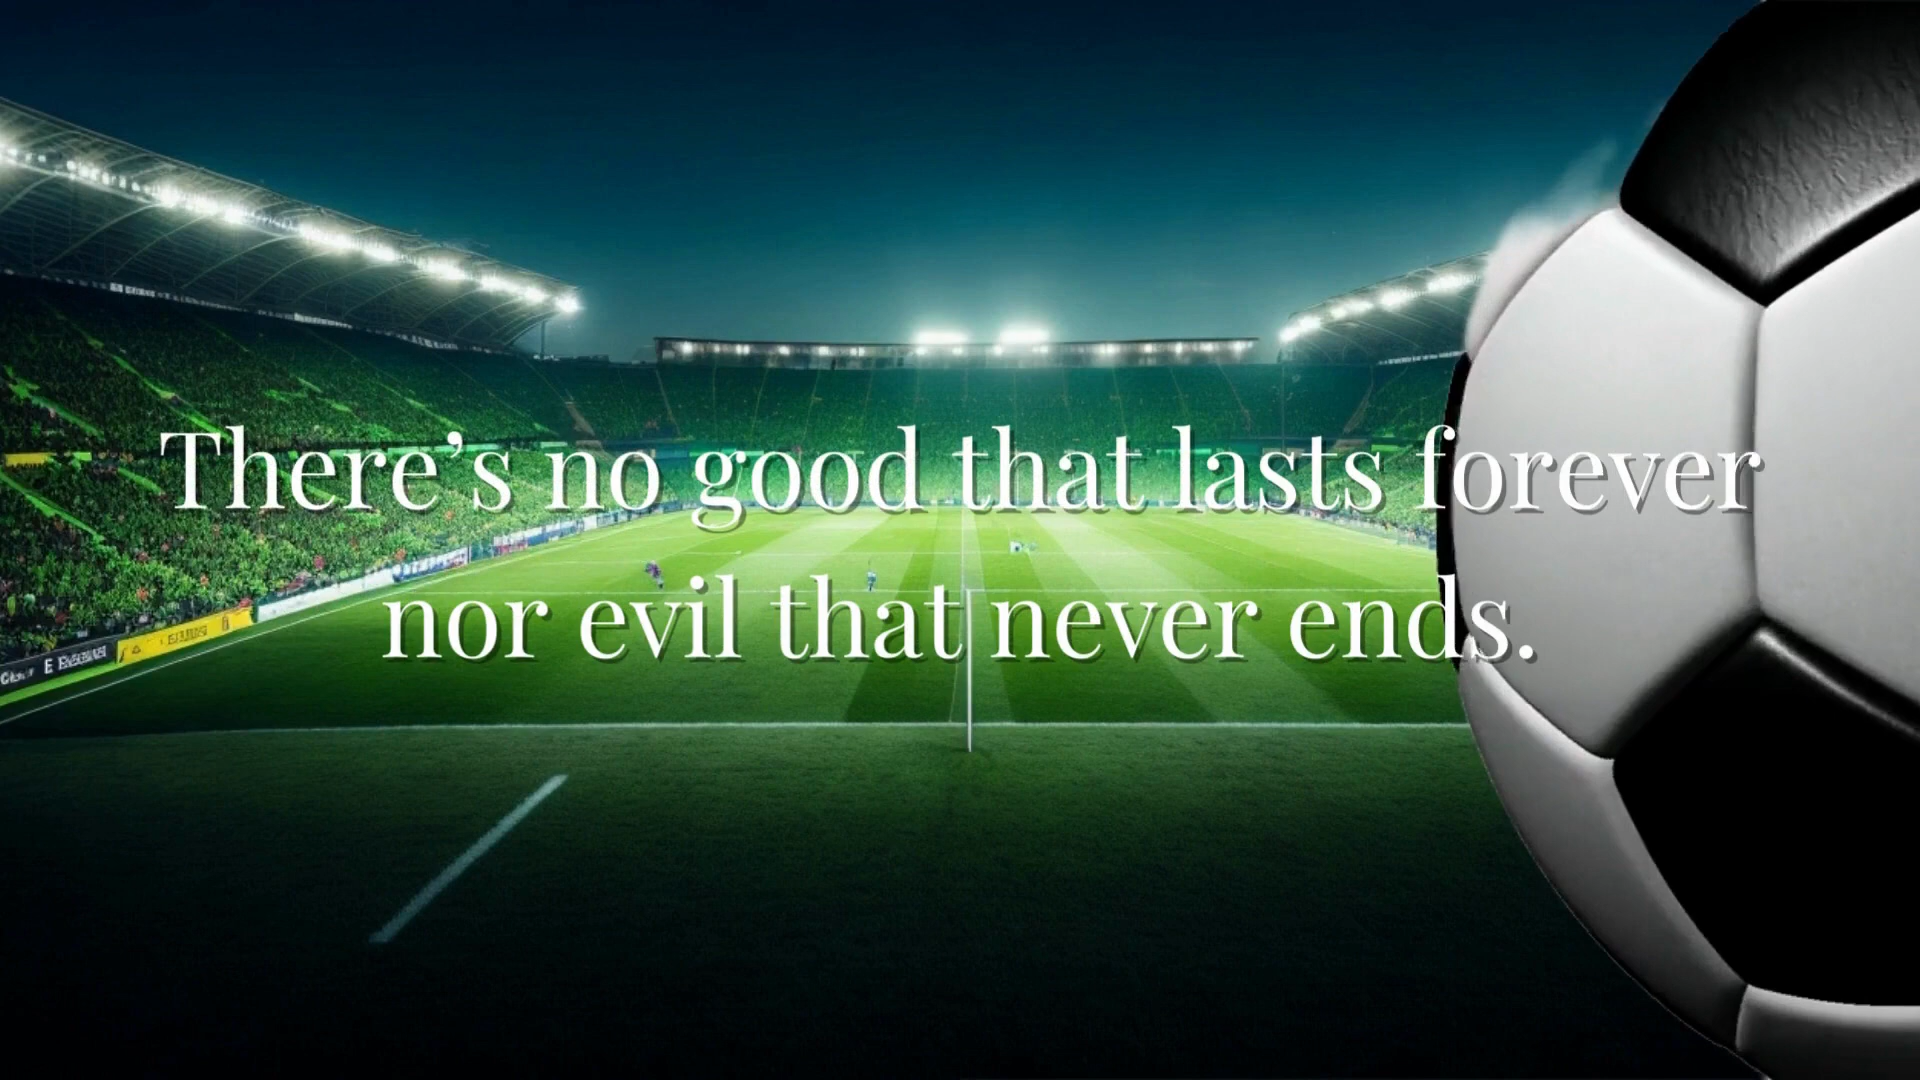 There’s no good that lasts forever
nor evil that never ends.